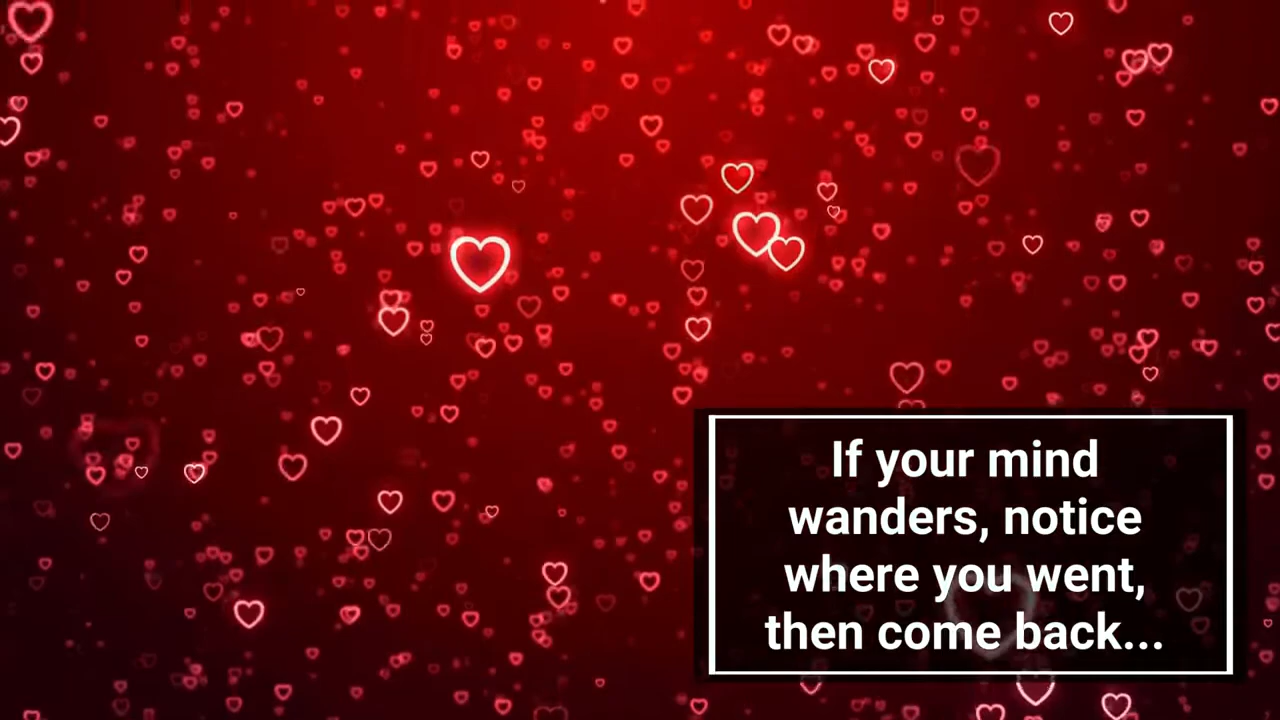 If your mind
wanders, notice
where you went,
then come back...